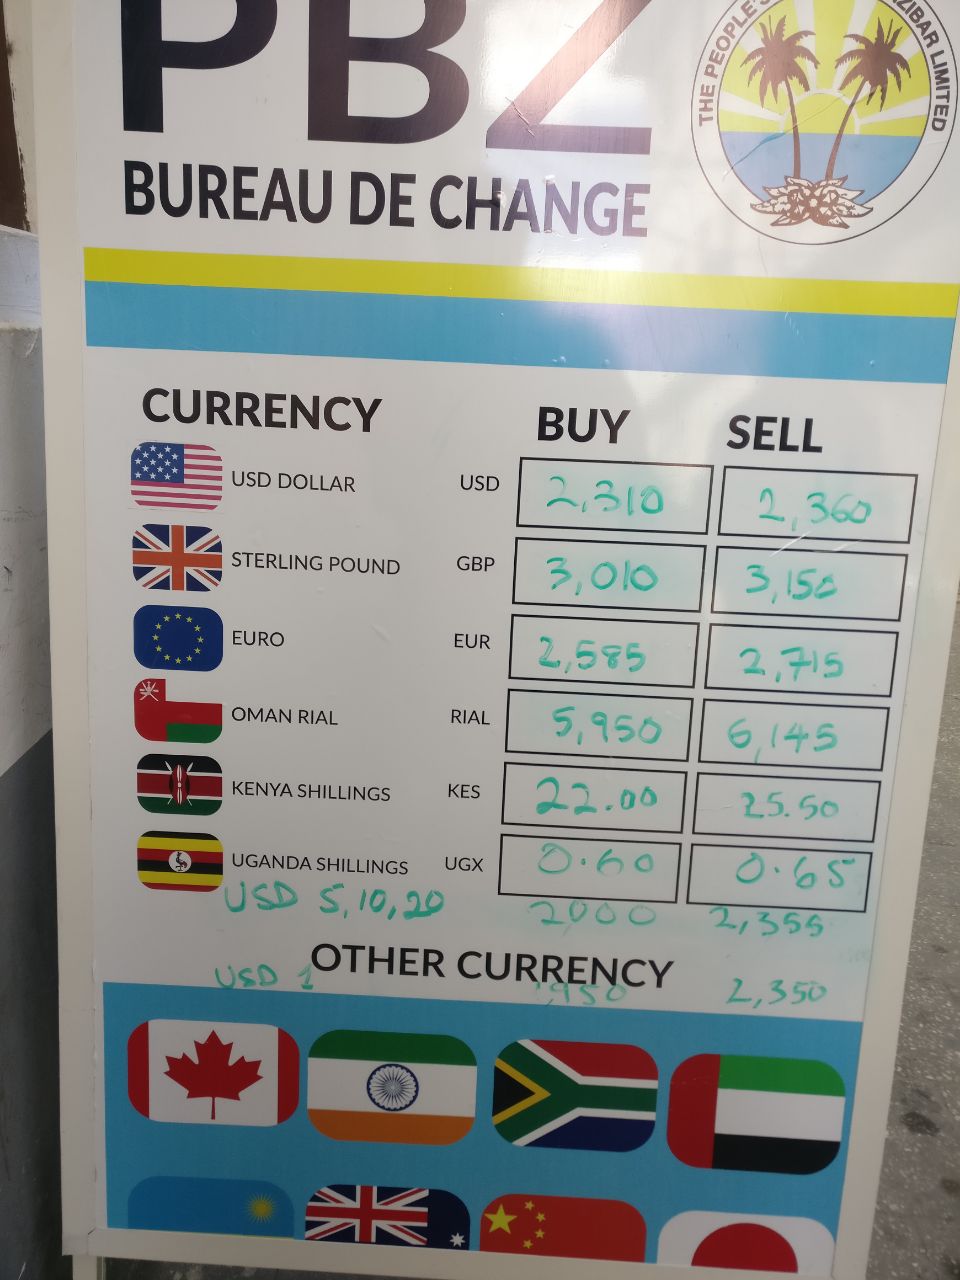 PBZ
THE PEOPLE'S ZIBAR LIMITED
BUREAU DE CHANGE
CURRENCY BUY SELL
USD DOLLAR USD 2,310 2,360
STERLING POUND GBP 3,010 3,150
EURO EUR 2,585 2,715
OMAN RIAL RIAL 5,950 6,145
KENYA SHILLINGS KES 22.00 25.50
UGANDA SHILLINGS UGX 0.60 0.65
USD 5,10,20 2000 2,355
OTHER CURRENCY
USD 1 2,350